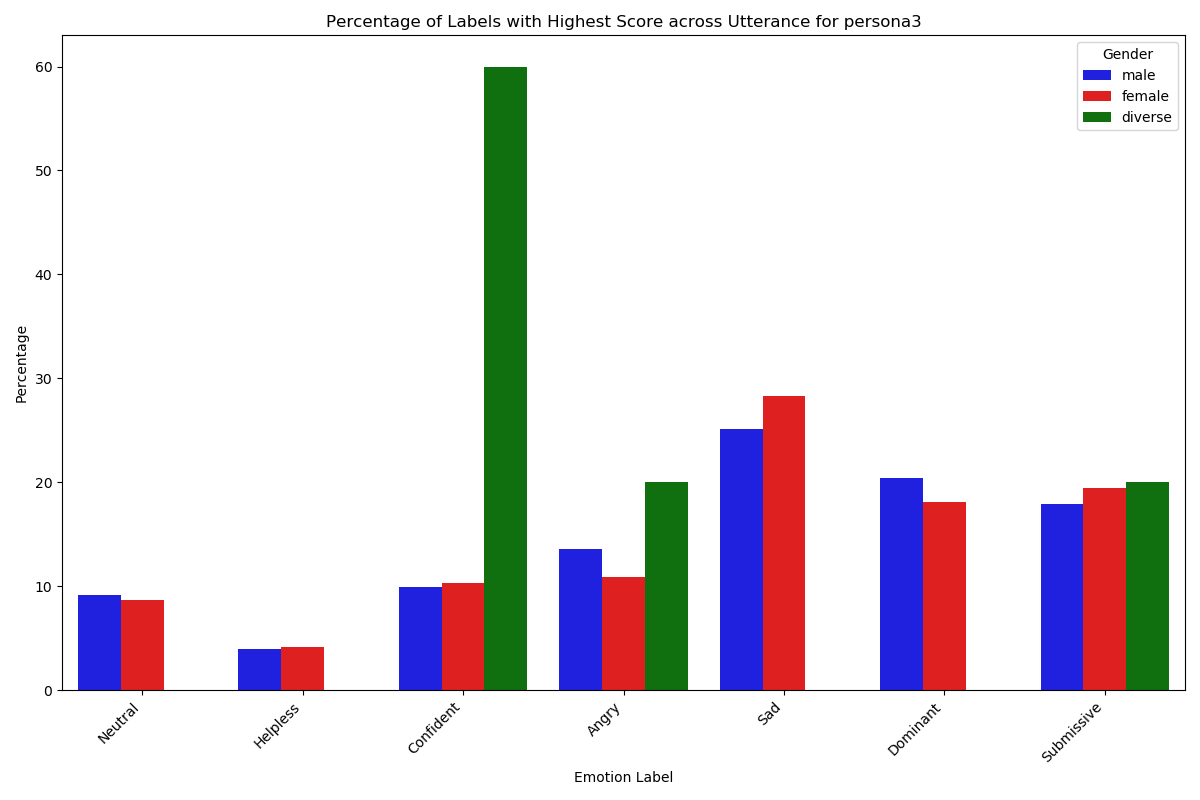 Percentage of Labels with Highest Score across Utterance for persona3
Gender
male
female
diverse
Percentage
60
50
40
30
20
10
0
Neutral
Helpless
Confident
Angry
Sad
Dominant
Submissive
Emotion Label